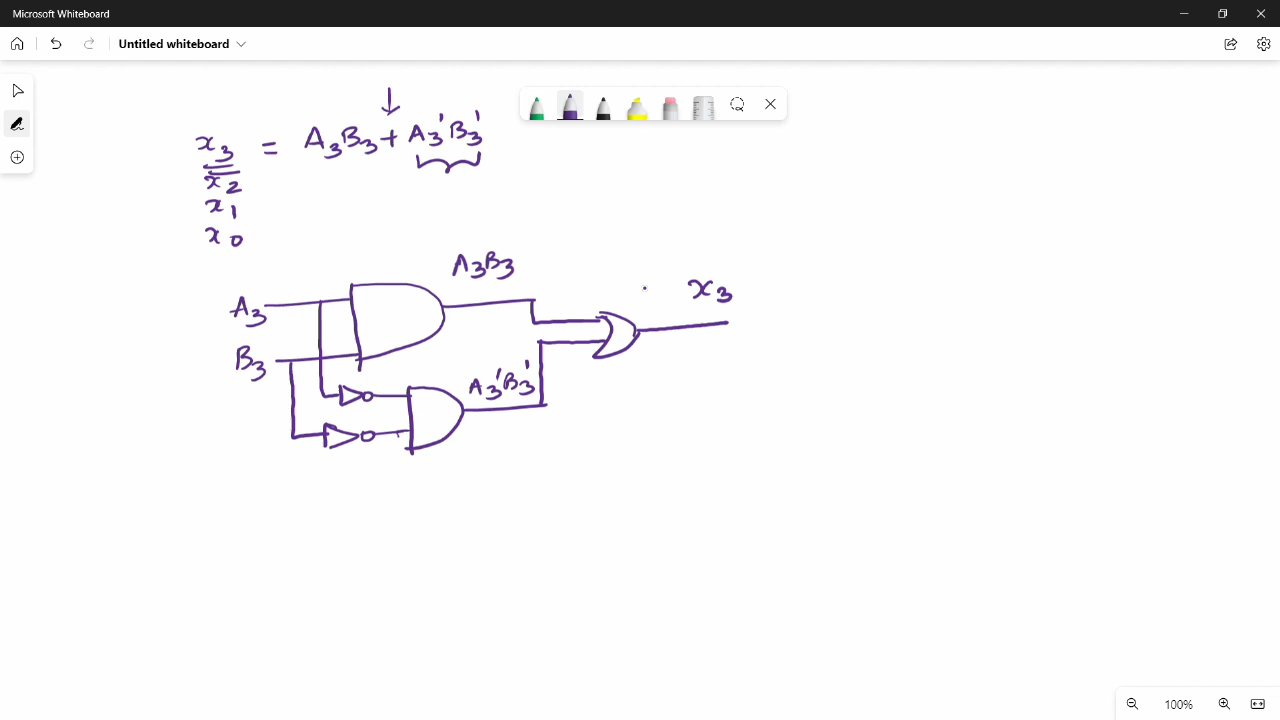 Microsoft Whiteboard
Untitled whiteboard
x₃ = A₃B₃ + A₃'B₃'
x₂
x₁
x₀
A₃B₃
x₃
A₃
B₃
A₃'B₃'
100%